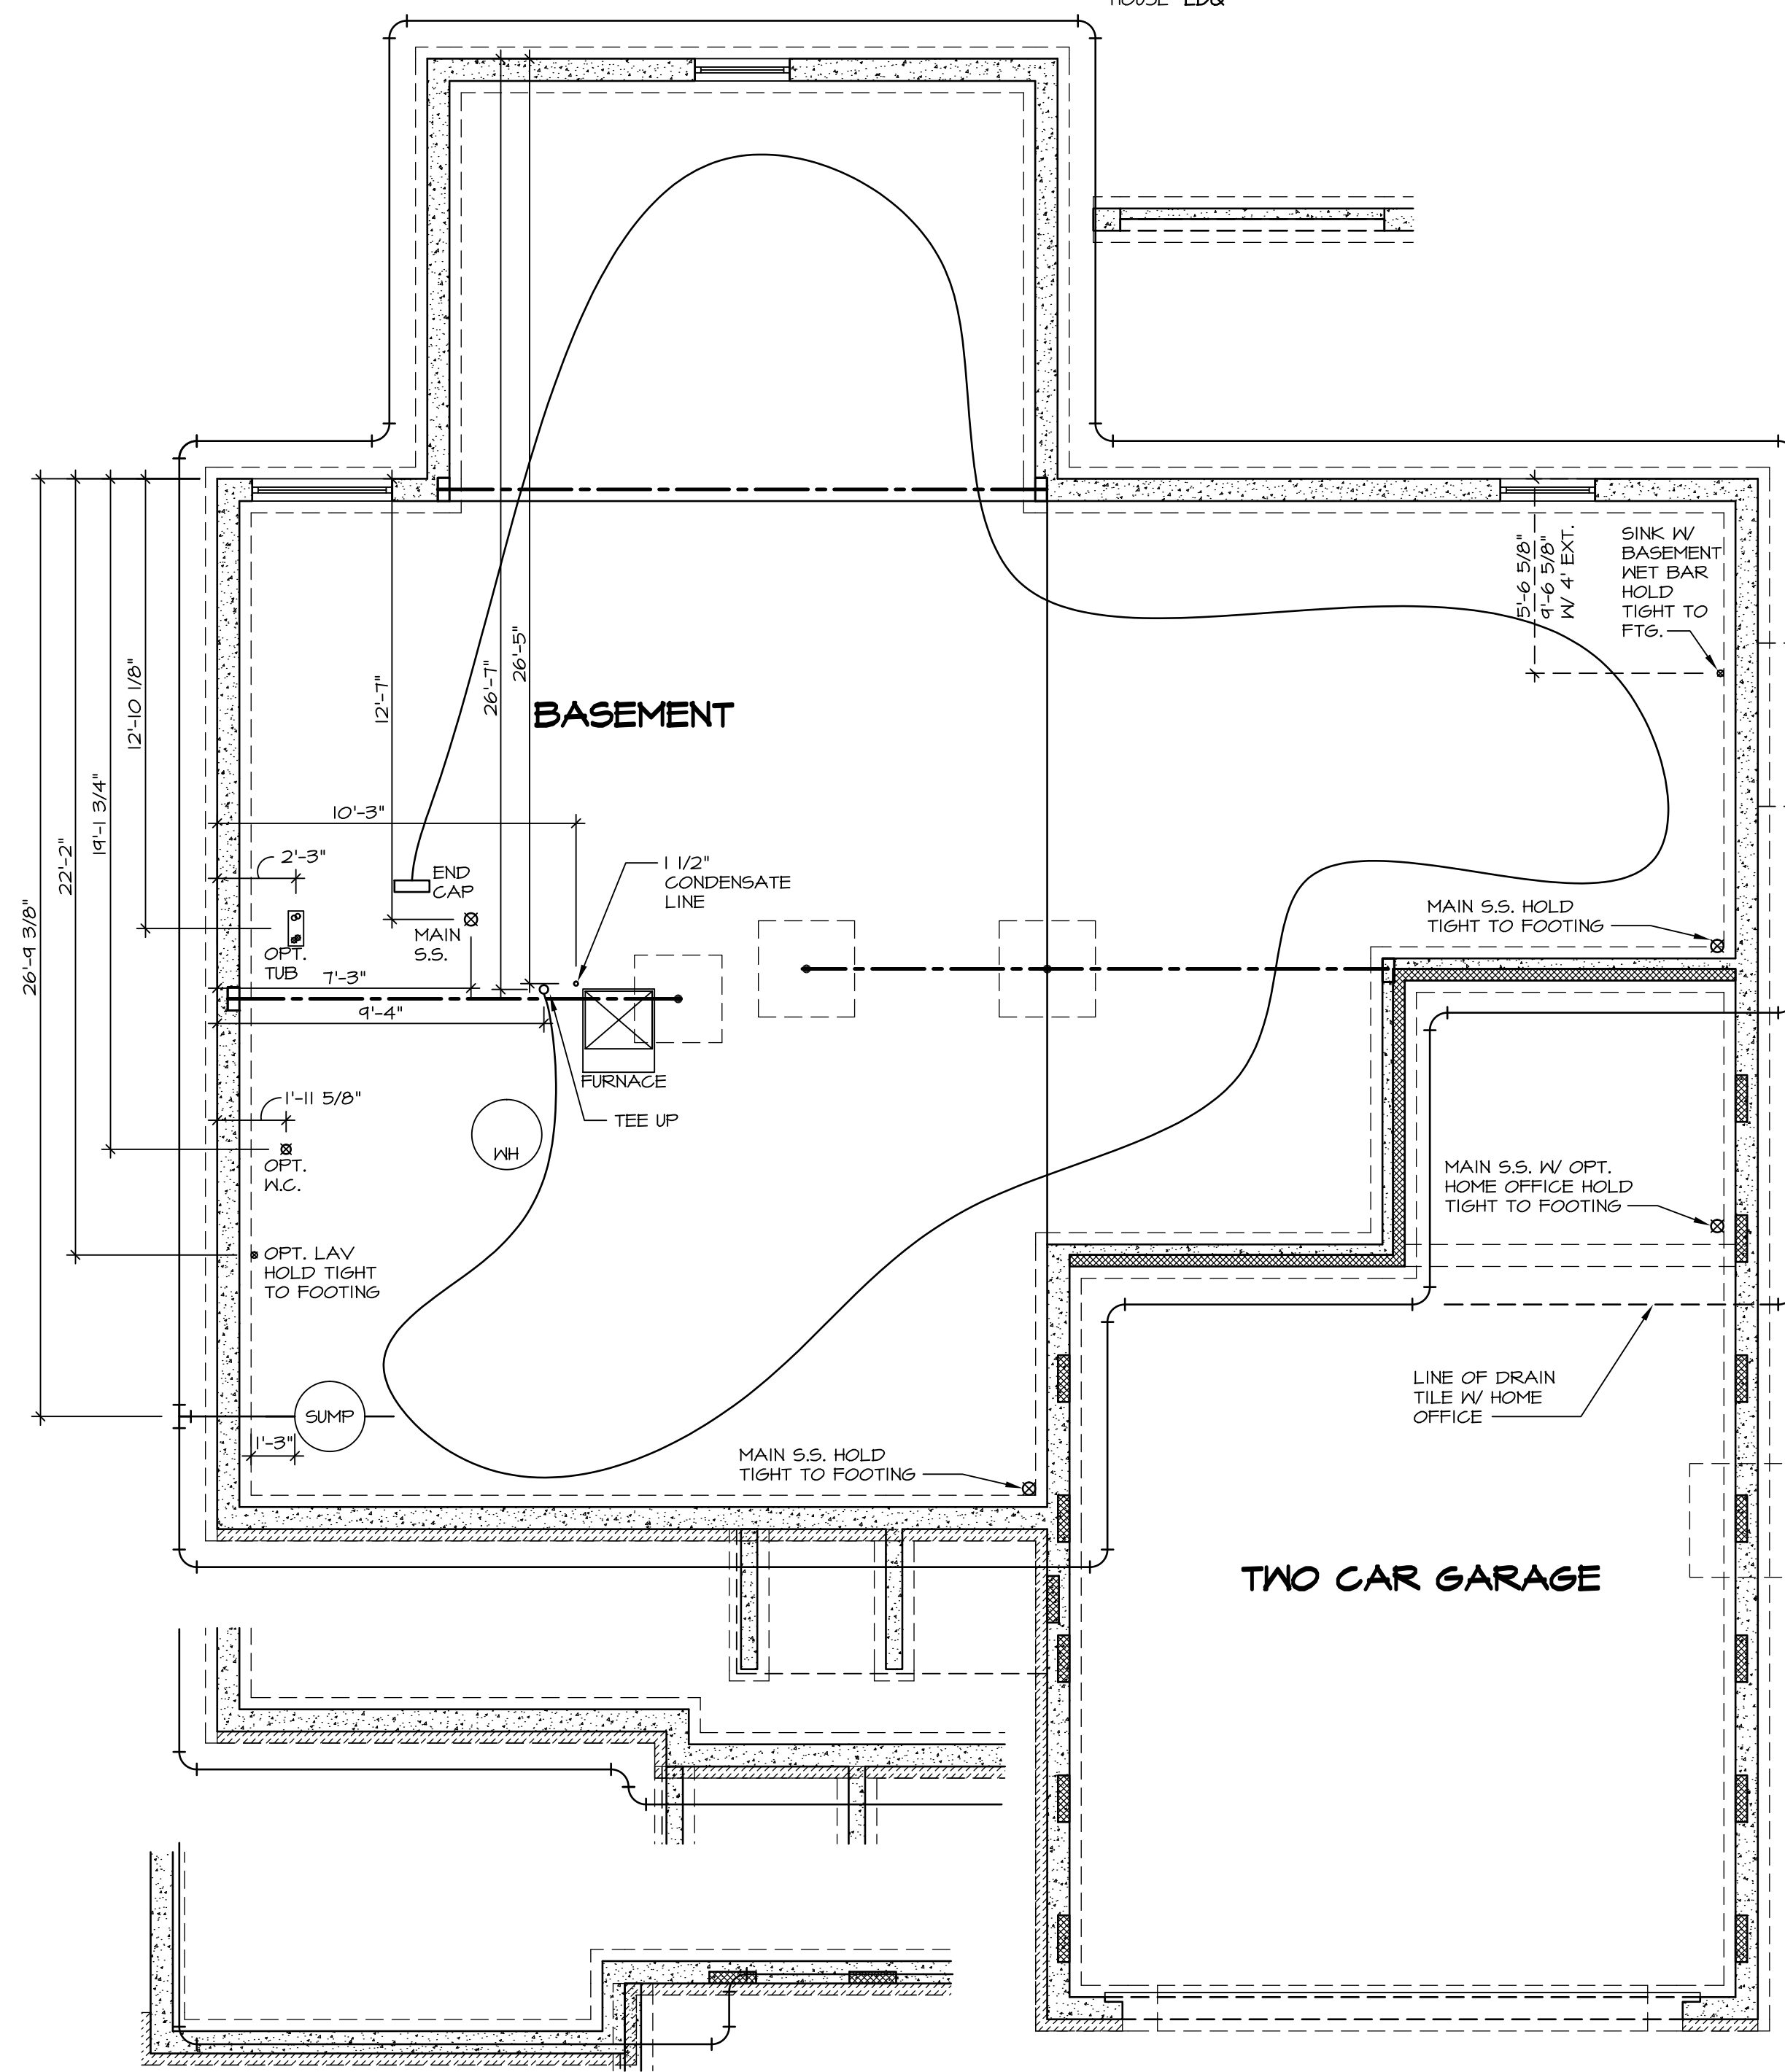 5'-6 5/8"
9'-6 5/8"
W/ 4' EXT.
SINK W/
BASEMENT
WET BAR
HOLD
TIGHT TO
FTG.
26'-5"
26'-7"
12'-7"
12'-10 1/8"
19'-1 3/4"
22'-2"
26'-9 3/8"
BASEMENT
10'-3"
2'-3"
END
CAP
1 1/2"
CONDENSATE
LINE
MAIN
S.S.
OPT.
TUB
7'-3"
9'-4"
MAIN S.S. HOLD
TIGHT TO FOOTING
FURNACE
TEE UP
1'-11 5/8"
WH
OPT.
W.C.
MAIN S.S. W/ OPT.
HOME OFFICE HOLD
TIGHT TO FOOTING
OPT. LAV
HOLD TIGHT
TO FOOTING
LINE OF DRAIN
TILE W/ HOME
OFFICE
SUMP
1'-3"
MAIN S.S. HOLD
TIGHT TO FOOTING
TWO CAR GARAGE